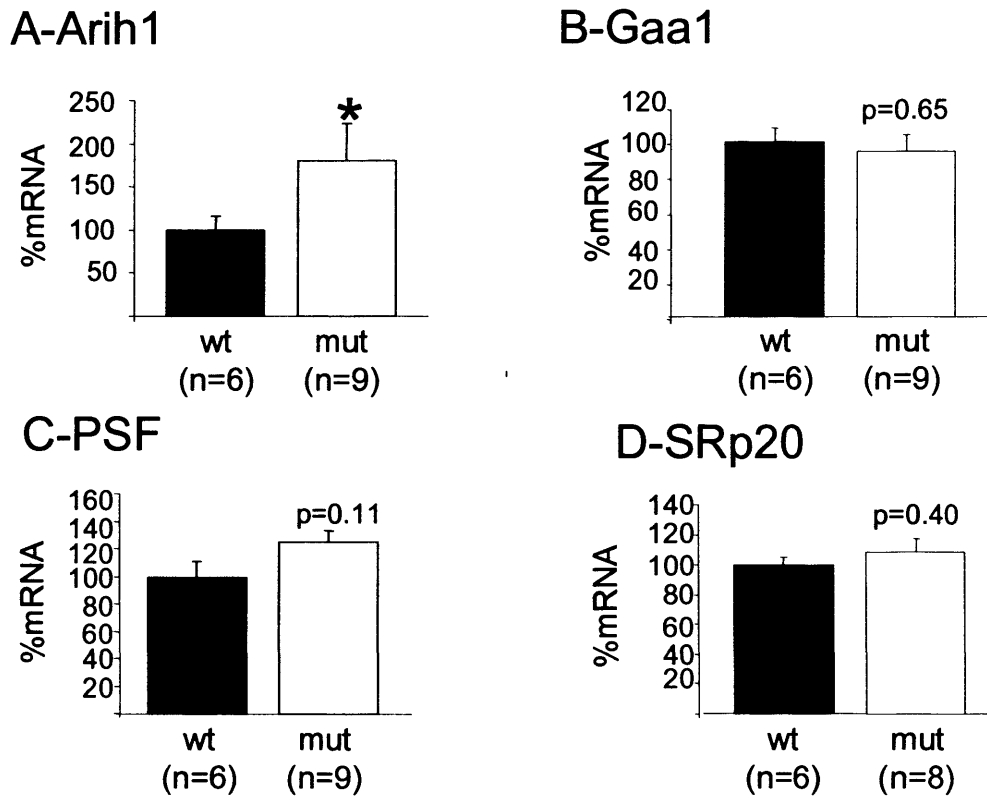 A-Arih1
%mRNA
250
200
150
100
50
*
wt
mut
(n=6)
(n=9)
B-Gaa1
%mRNA
120
100
80
60
40
20
p=0.65
wt
mut
(n=6)
(n=9)
C-PSF
%mRNA
160
140
120
100
80
60
40
20
p=0.11
wt
mut
(n=6)
(n=9)
D-SRp20
%mRNA
140
120
100
80
60
40
20
p=0.40
wt
mut
(n=6)
(n=8)